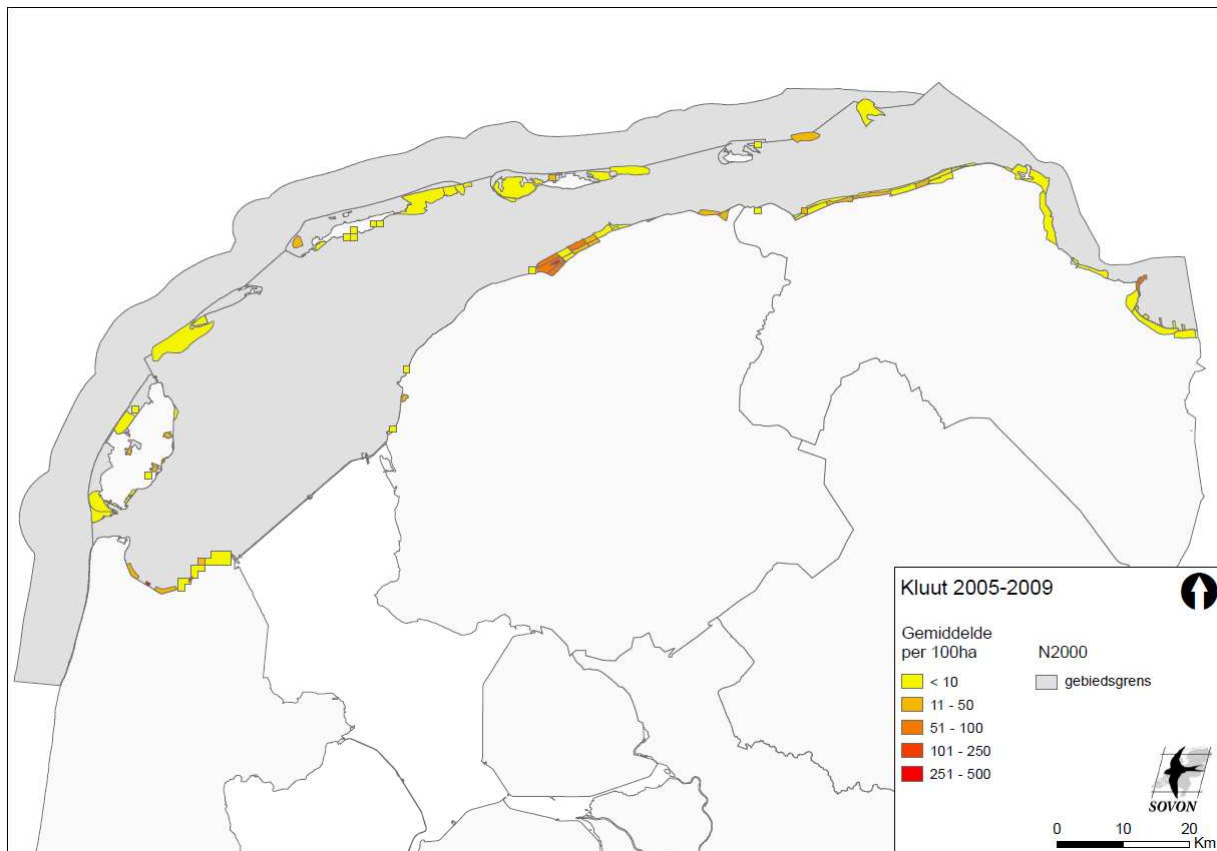 Kluut 2005-2009
Gemiddelde
per 100ha
N2000
< 10
gebiedsgrens
11 - 50
51 - 100
101 - 250
251 - 500
SOVON
0 10 20
Km